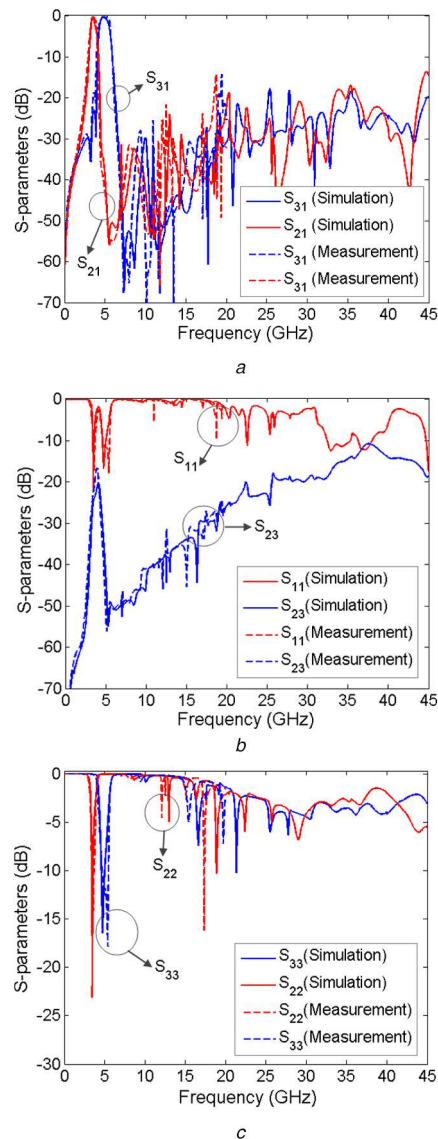 S-parameters (dB)
0
-10
-20
-30
-40
-50
-60
-70
S31
S21
S31 (Simulation)
S21 (Simulation)
S31 (Measurement)
S31 (Measurement)
0 5 10 15 20 25 30 35 40 45
Frequency (GHz)
a
S-parameters (dB)
0
-10
-20
-30
-40
-50
-60
-70
S11
S23
S11(Simulation)
S23(Simulation)
S11(Measurement)
S23(Measurement)
0 5 10 15 20 25 30 35 40 45
Frequency (GHz)
b
S-parameters (dB)
0
-5
-10
-15
-20
-25
-30
S22
S33
S33(Simulation)
S22(Simulation)
S22(Measurement)
S33(Measurement)
0 5 10 15 20 25 30 35 40 45
Frequency (GHz)
c